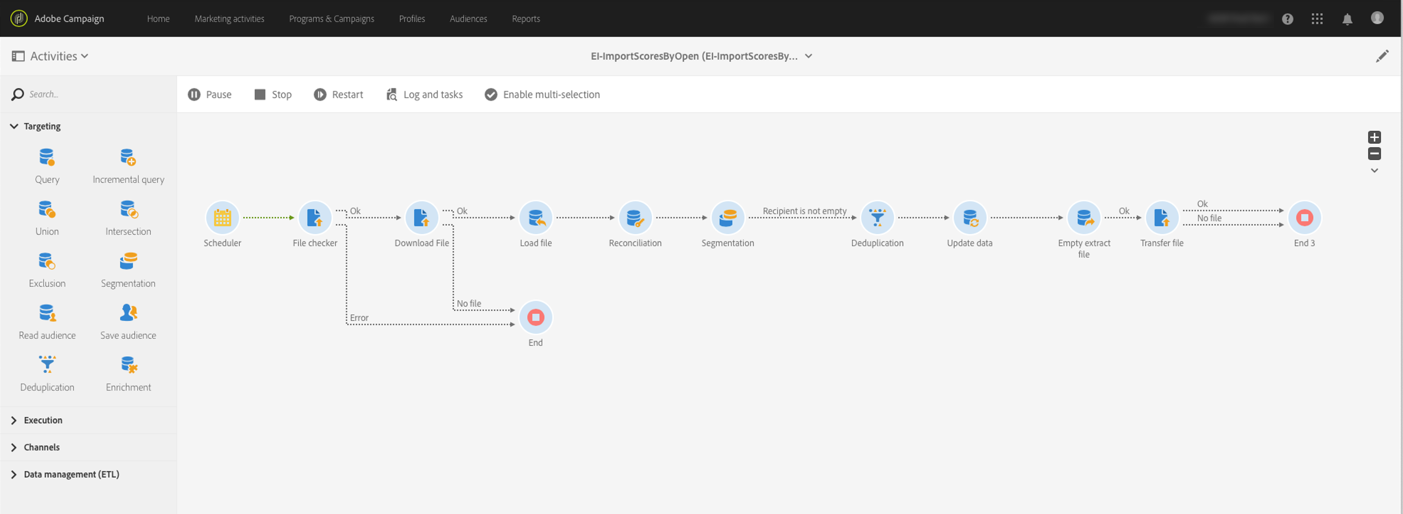 Adobe Campaign Home Marketing activities Programs & Campaigns Profiles Audiences Reports
Activities EI-ImportScoresByOpen (EI-ImportScoresBy...
Search... Pause Stop Restart Log and tasks Enable multi-selection
Targeting
Query Incremental query
Union Intersection
Exclusion Segmentation
Read audience Save audience
Deduplication Enrichment
Execution
Channels
Data management (ETL)
Ok Ok Recipient is not empty Ok Ok
No file
Scheduler File checker Download File Load file Reconciliation Segmentation Deduplication Update data Empty extract file Transfer file End 3
No file
Error
End